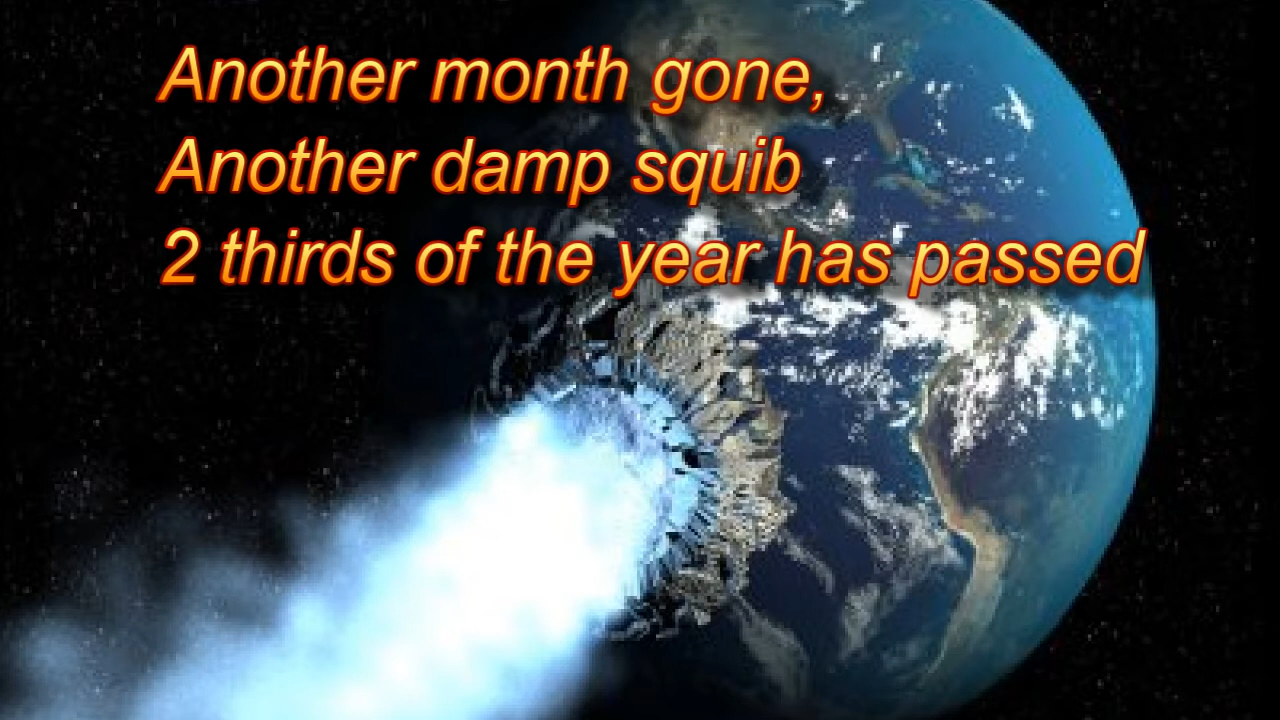 Another month gone,
Another damp squib
2 thirds of the year has passed